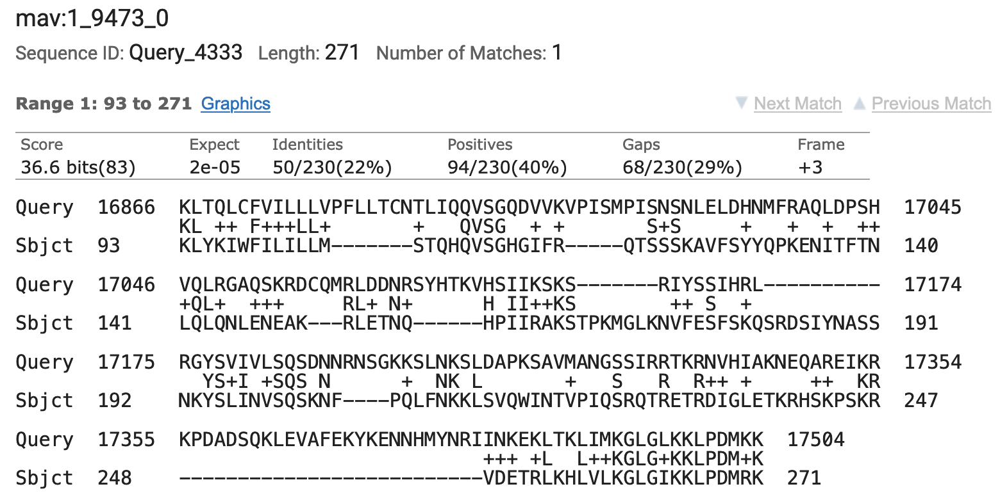 mav:1_9473_0
Sequence ID: Query_4333 Length: 271 Number of Matches: 1
Range 1: 93 to 271 Graphics ▼ Next Match ▲ Previous Match
Score Expect Identities Positives Gaps Frame
36.6 bits(83) 2e-05 50/230(22%) 94/230(40%) 68/230(29%) +3
Query  16866  KLTQLCFVILLLVPFLLTCNTLIQQVSGQDVVKVPISMPISNSNLELDHNMFRAQLDPSH  17045
              KL ++ F+++LL+       +   QVSG  + +       S+S     +   +  +  ++
Sbjct  93     KLYKIWFILILLM-------STQHQVSGHGIFR-----QTSSSKAVFSYYQPKENITFTN  140
Query  17046  VQLRGAQSKRDCQMRLDDNRSYHTKVHSIIKSKS-------RIYSSIHRL----------  17174
              +QL+  +++     RL+ N+      H II++KS        ++ S  +
Sbjct  141    LQLQNLENEAK---RLETNQ------HPIIRAKSTPKMGLKNVFESFSKQSRDSIYNASS  191
Query  17175  RGYSVIVLSQSDNNRNSGKKSLNKSLDAPKSAVMANGSSIRRTKRNVHIAKNEQAREIKR  17354
                YS+I +SQS N      +  NK L       +   S   R  R++ +     ++  KR
Sbjct  192    NKYSLINVSQSKNF----PQLFNKKLSVQWINTVPIQSRQTRETRDIGLETKRHSKPSKR  247
Query  17355  KPDADSQKLEVAFEKYKENNHMYNRIINKEKLTKLIMKGLGLKKLPDMKK  17504
                                        +++ +L  L++KGLG+KKLPDM+K
Sbjct  248    --------------------------VDETRLKHLVLKGLGIKKLPDMRK  271